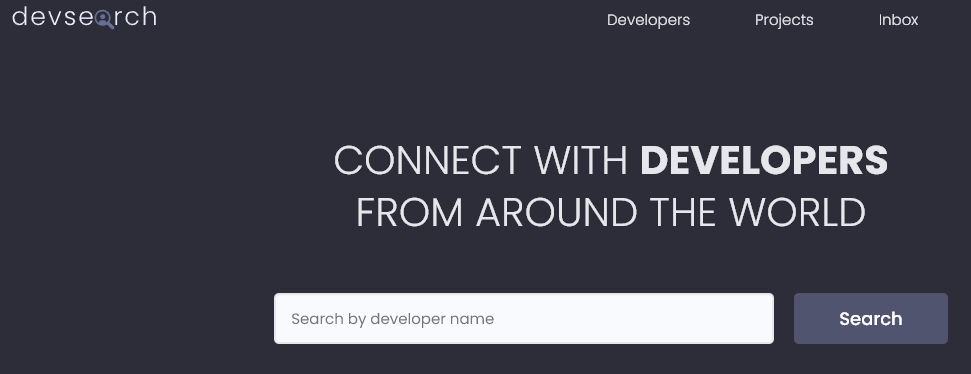 devsearch
Developers Projects Inbox
CONNECT WITH DEVELOPERS
FROM AROUND THE WORLD
Search by developer name Search